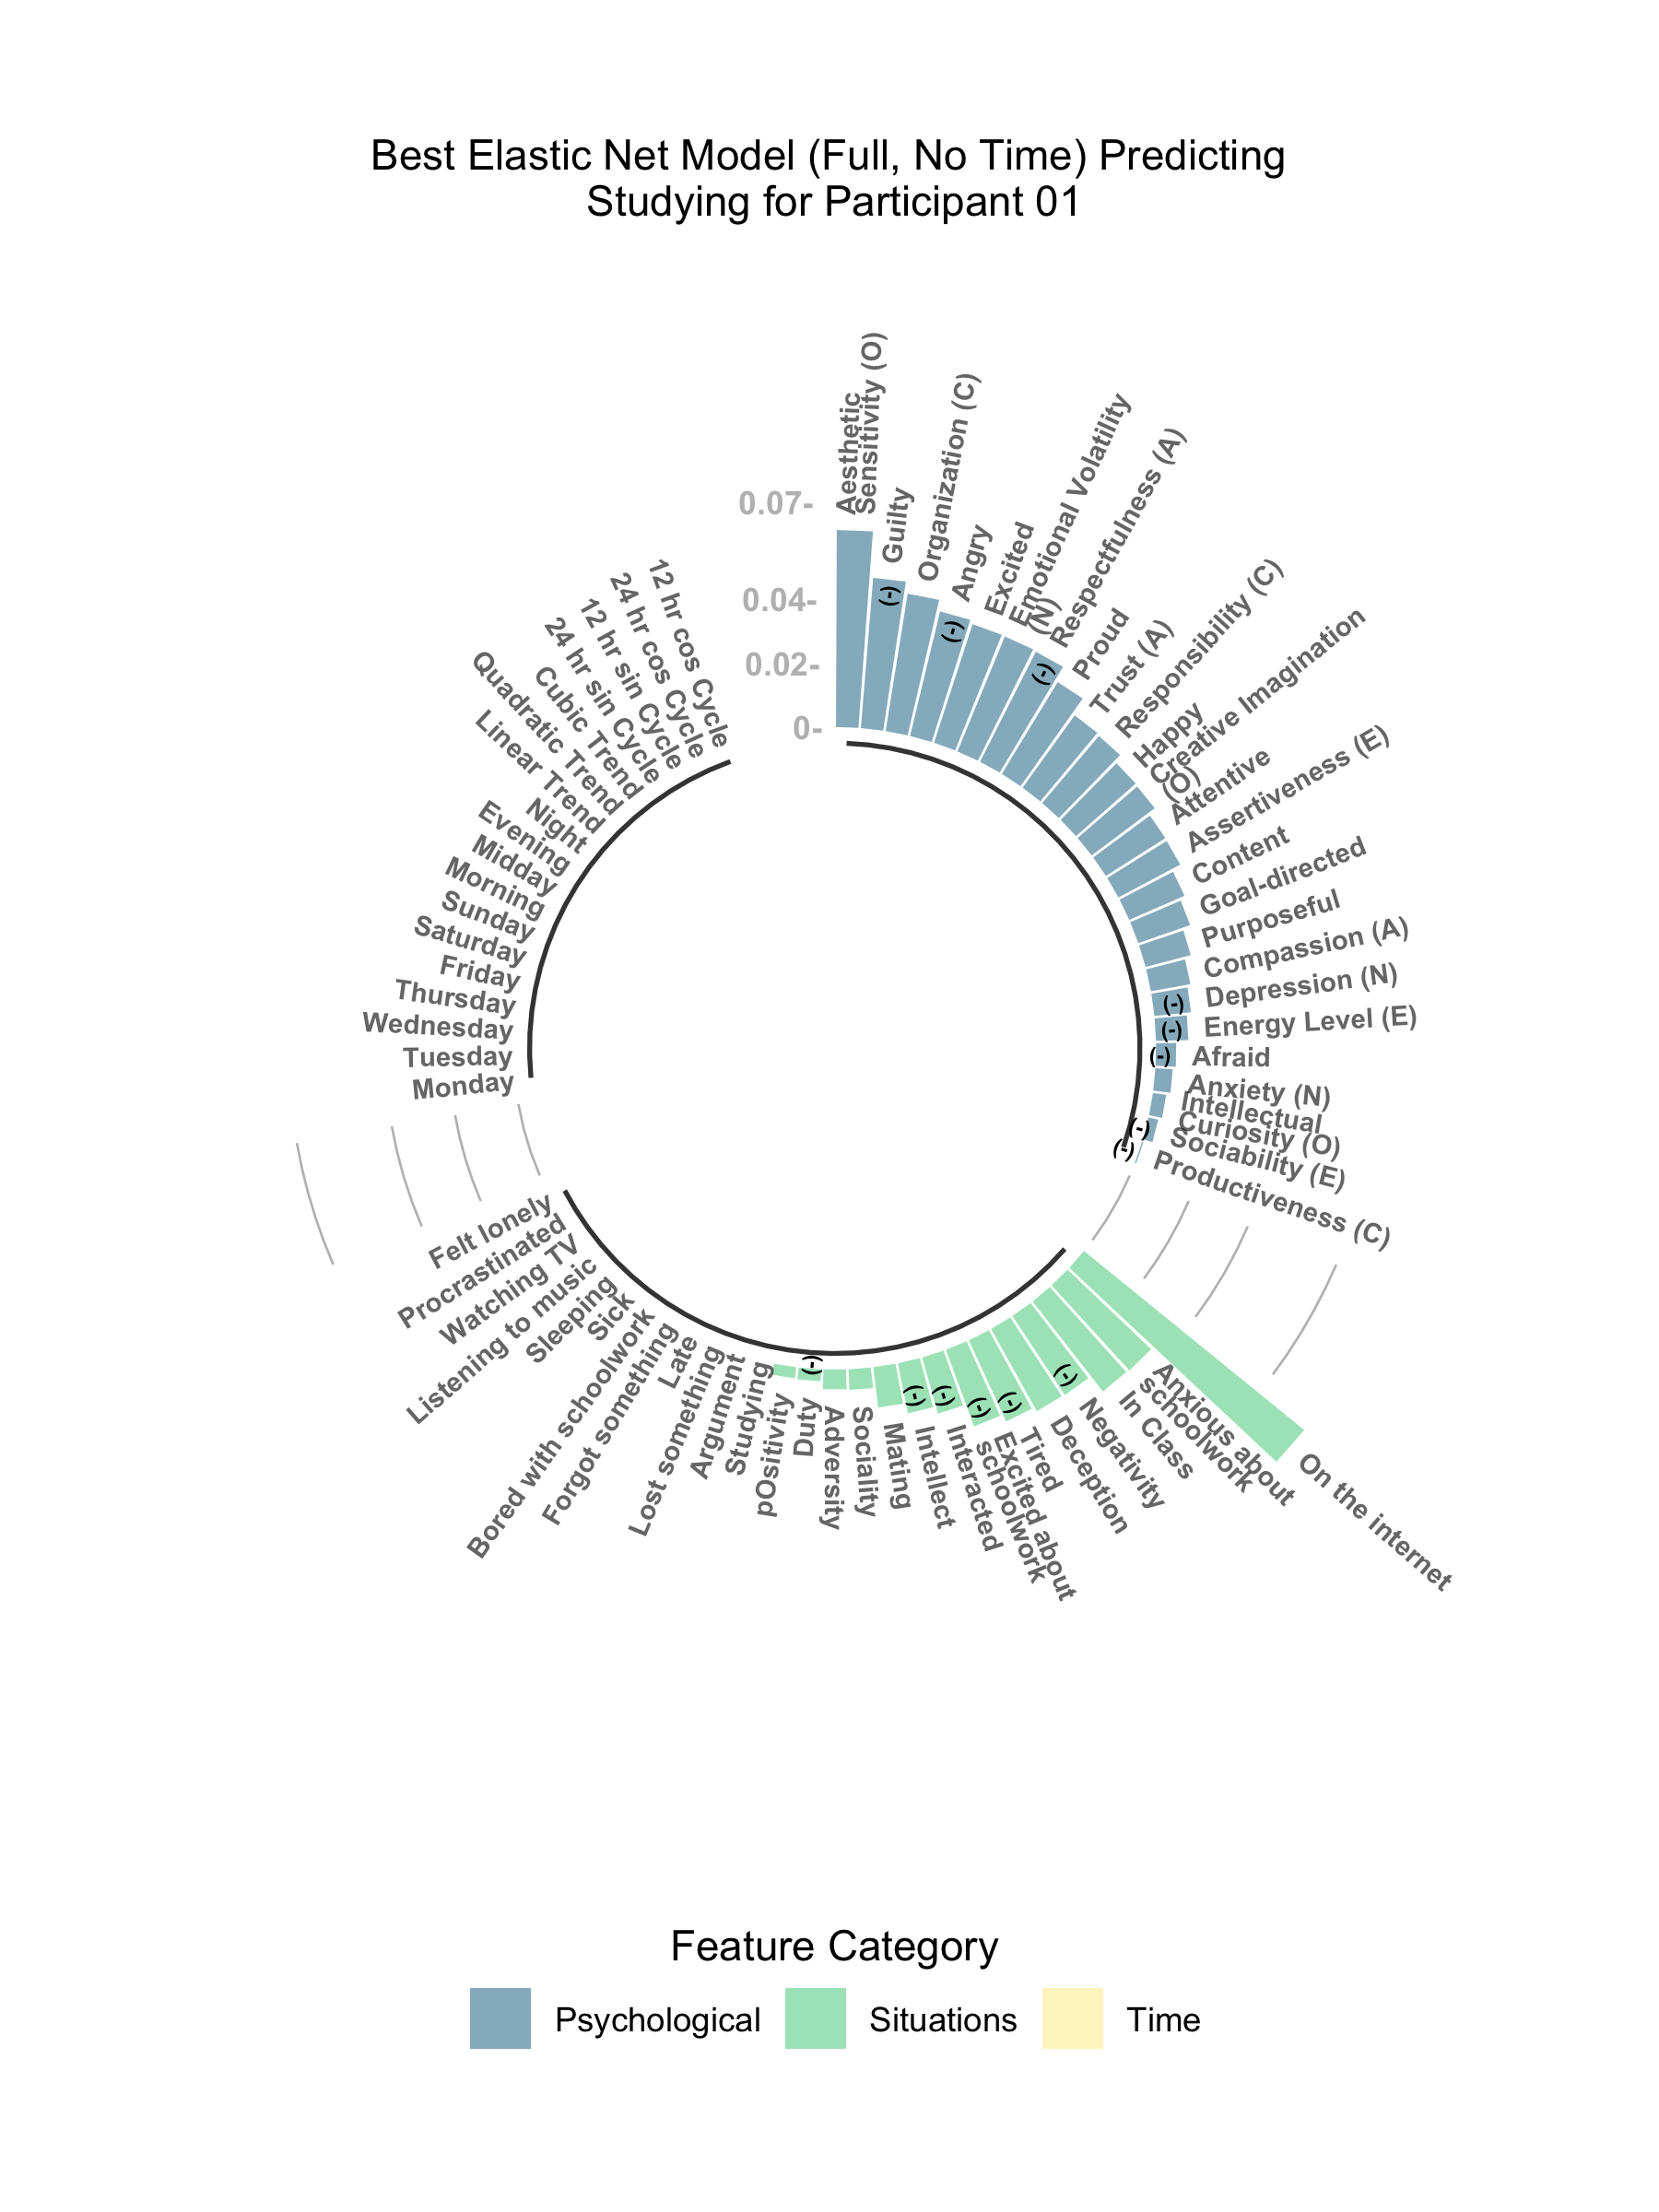 Best Elastic Net Model (Full, No Time) Predicting
Studying for Participant 01
0.07-
0.04-
0.02-
0-
Aesthetic
Sensitivity (O)
Guilty
(-)
Organization (C)
Angry
(-)
Excited
Emotional Volatility
(N)
Respectfulness (A)
(-)
Proud
Trust (A)
Responsibility (C)
Happy
Creative Imagination
(O)
Attentive
Assertiveness (E)
Content
Goal-directed
Purposeful
Compassion (A)
Depression (N)
(-)
Energy Level (E)
(-)
Afraid
(-)
Anxiety (N)
Intellectual
Curiosity (O)
Sociability (E)
(-)
Productiveness (C)
(-)
On the internet
Anxious about
schoolwork
In Class
Negativity
(-)
Deception
Tired
(-)
Excited about
schoolwork
(-)
Interacted
(-)
Intellect
(-)
Mating
Sociality
Adversity
Duty
(-)
pOsitivity
Studying
Argument
Lost something
Late
Forgot something
Bored with schoolwork
Sick
Sleeping
Listening to music
Watching TV
Procrastinated
Felt lonely
Monday
Tuesday
Wednesday
Thursday
Friday
Saturday
Sunday
Morning
Midday
Evening
Night
Linear Trend
Quadratic Trend
Cubic Trend
24 hr sin Cycle
12 hr sin Cycle
24 hr cos Cycle
12 hr cos Cycle
Feature Category
Psychological
Situations
Time